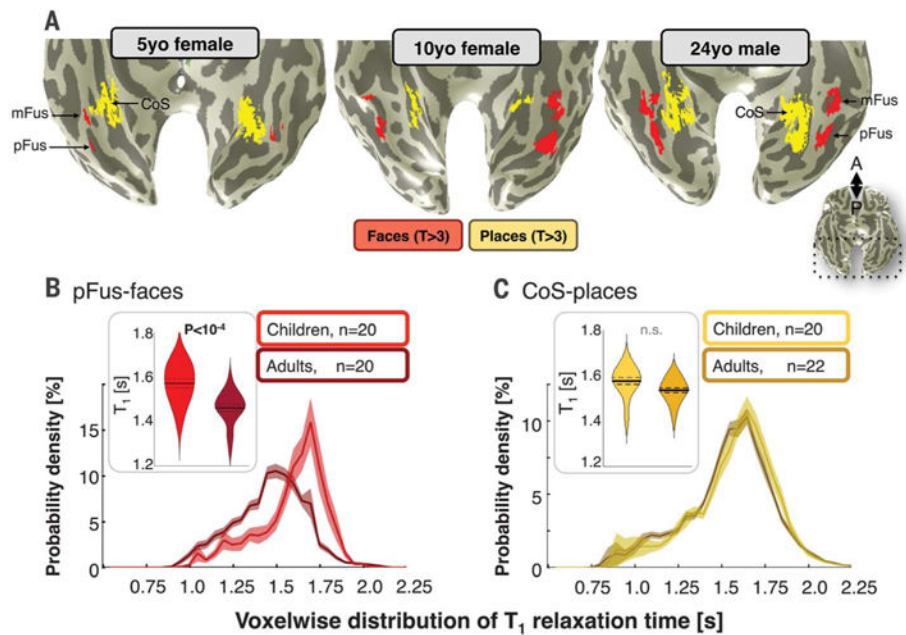 A
5yo female
10yo female
24yo male
mFus
CoS
pFus
CoS
mFus
pFus
A
P
Faces (T>3)
Places (T>3)
B pFus-faces
P<10⁻⁴
Children, n=20
Adults, n=20
T₁ [s]
1.8
1.6
1.4
1.2
Probability density [%]
15
10
5
0
0.75 1.0 1.25 1.5 1.75 2.0 2.25
C CoS-places
n.s.
Children, n=20
Adults, n=22
T₁ [s]
1.8
1.6
1.4
1.2
Probability density [%]
10
5
0
0.75 1.0 1.25 1.5 1.75 2.0 2.25
Voxelwise distribution of T₁ relaxation time [s]